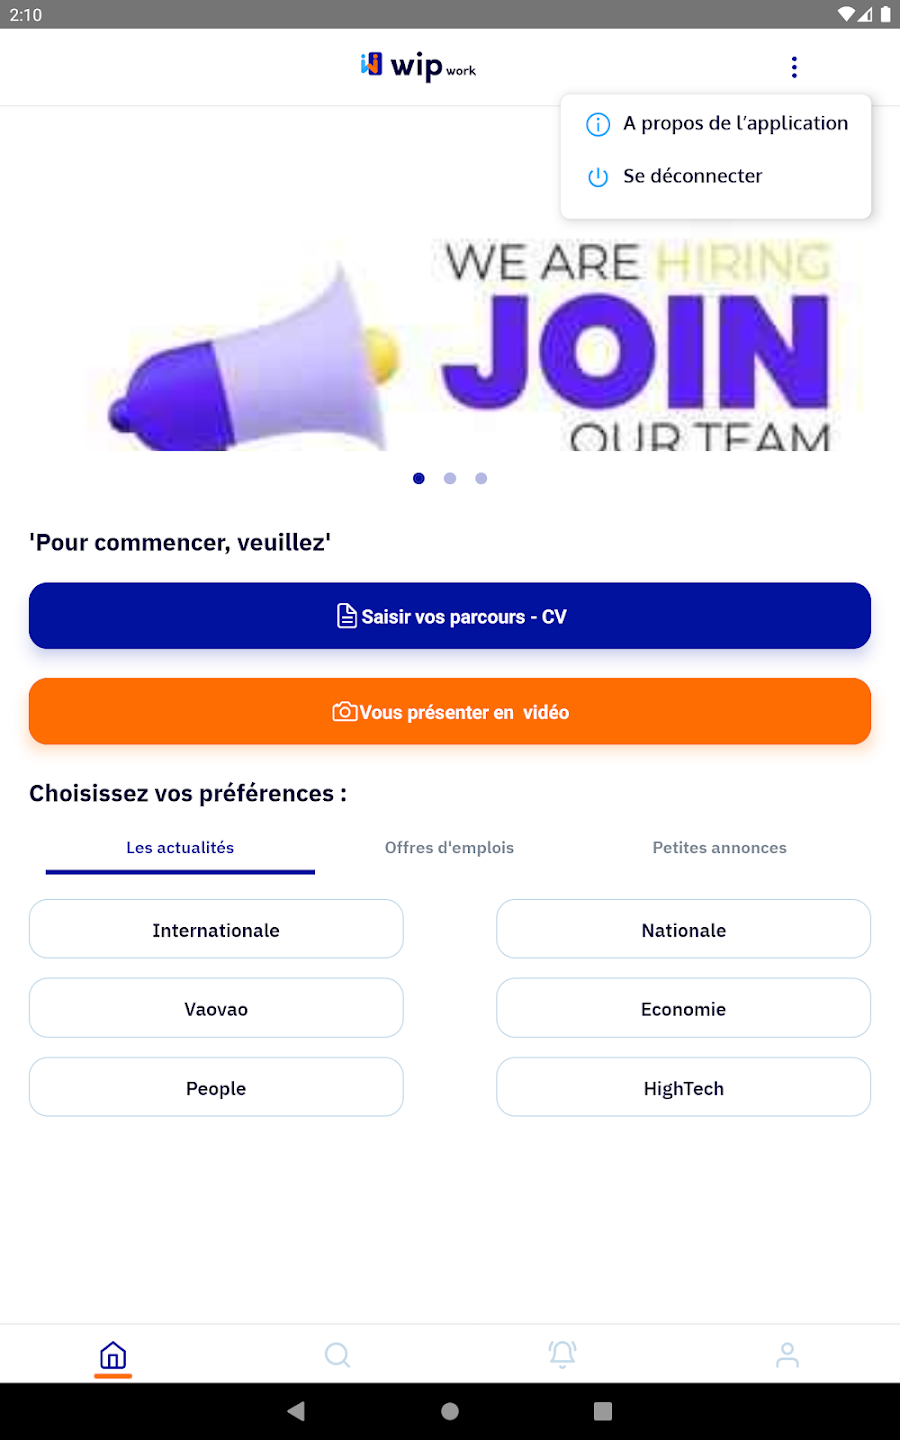 2:10
wip work
A propos de l'application
Se déconnecter
WE ARE HIRING
JOIN
OUR TEAM
'Pour commencer, veuillez'
Saisir vos parcours - CV
Vous présenter en  vidéo
Choisissez vos préférences :
Les actualités
Offres d'emplois
Petites annonces
Internationale
Nationale
Vaovao
Economie
People
HighTech